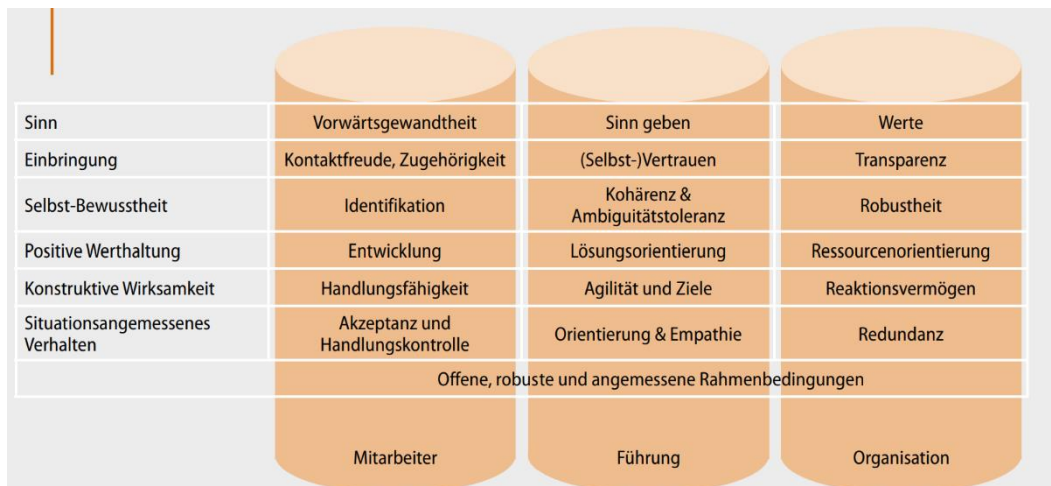 Sinn Vorwärtsgewandtheit Sinn geben Werte
Einbringung Kontaktfreude, Zugehörigkeit (Selbst-)Vertrauen Transparenz
Selbst-Bewusstheit Identifikation Kohärenz &
Ambiguitätstoleranz Robustheit
Positive Werthaltung Entwicklung Lösungsorientierung Ressourcenorientierung
Konstruktive Wirksamkeit Handlungsfähigkeit Agilität und Ziele Reaktionsvermögen
Situationsangemessenes
Verhalten Akzeptanz und
Handlungskontrolle Orientierung & Empathie Redundanz
Offene, robuste und angemessene Rahmenbedingungen
Mitarbeiter Führung Organisation